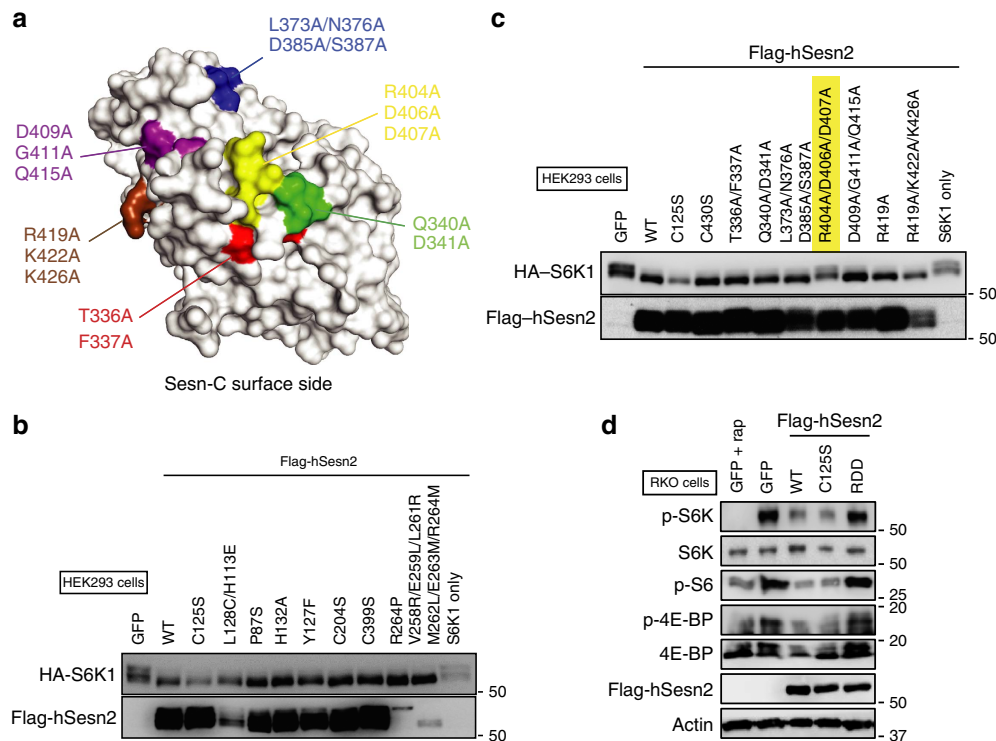 a
L373A/N376A
D385A/S387A
R404A
D406A
D407A
D409A
G411A
Q415A
Q340A
D341A
R419A
K422A
K426A
T336A
F337A
Sesn-C surface side
b
Flag-hSesn2
HEK293 cells
GFP
WT
C125S
L128C/H113E
P87S
H132A
Y127F
C204S
C399S
R264P
V258R/E259L/L261R
M262L/E263M/R264M
S6K1 only
HA-S6K1
50
Flag-hSesn2
50
c
Flag-hSesn2
HEK293 cells
GFP
WT
C125S
C430S
T336A/F337A
Q340A/D341A
L373A/N376A
D385A/S387A
R404A/D406A/D407A
D409A/G411A/Q415A
R419A
R419A/K422A/K426A
S6K1 only
HA–S6K1
50
Flag–hSesn2
50
d
Flag-hSesn2
RKO cells
GFP + rap
GFP
WT
C125S
RDD
p-S6K
50
S6K
50
p-S6
25
20
p-4E-BP
20
4E-BP
Flag-hSesn2
50
Actin
37